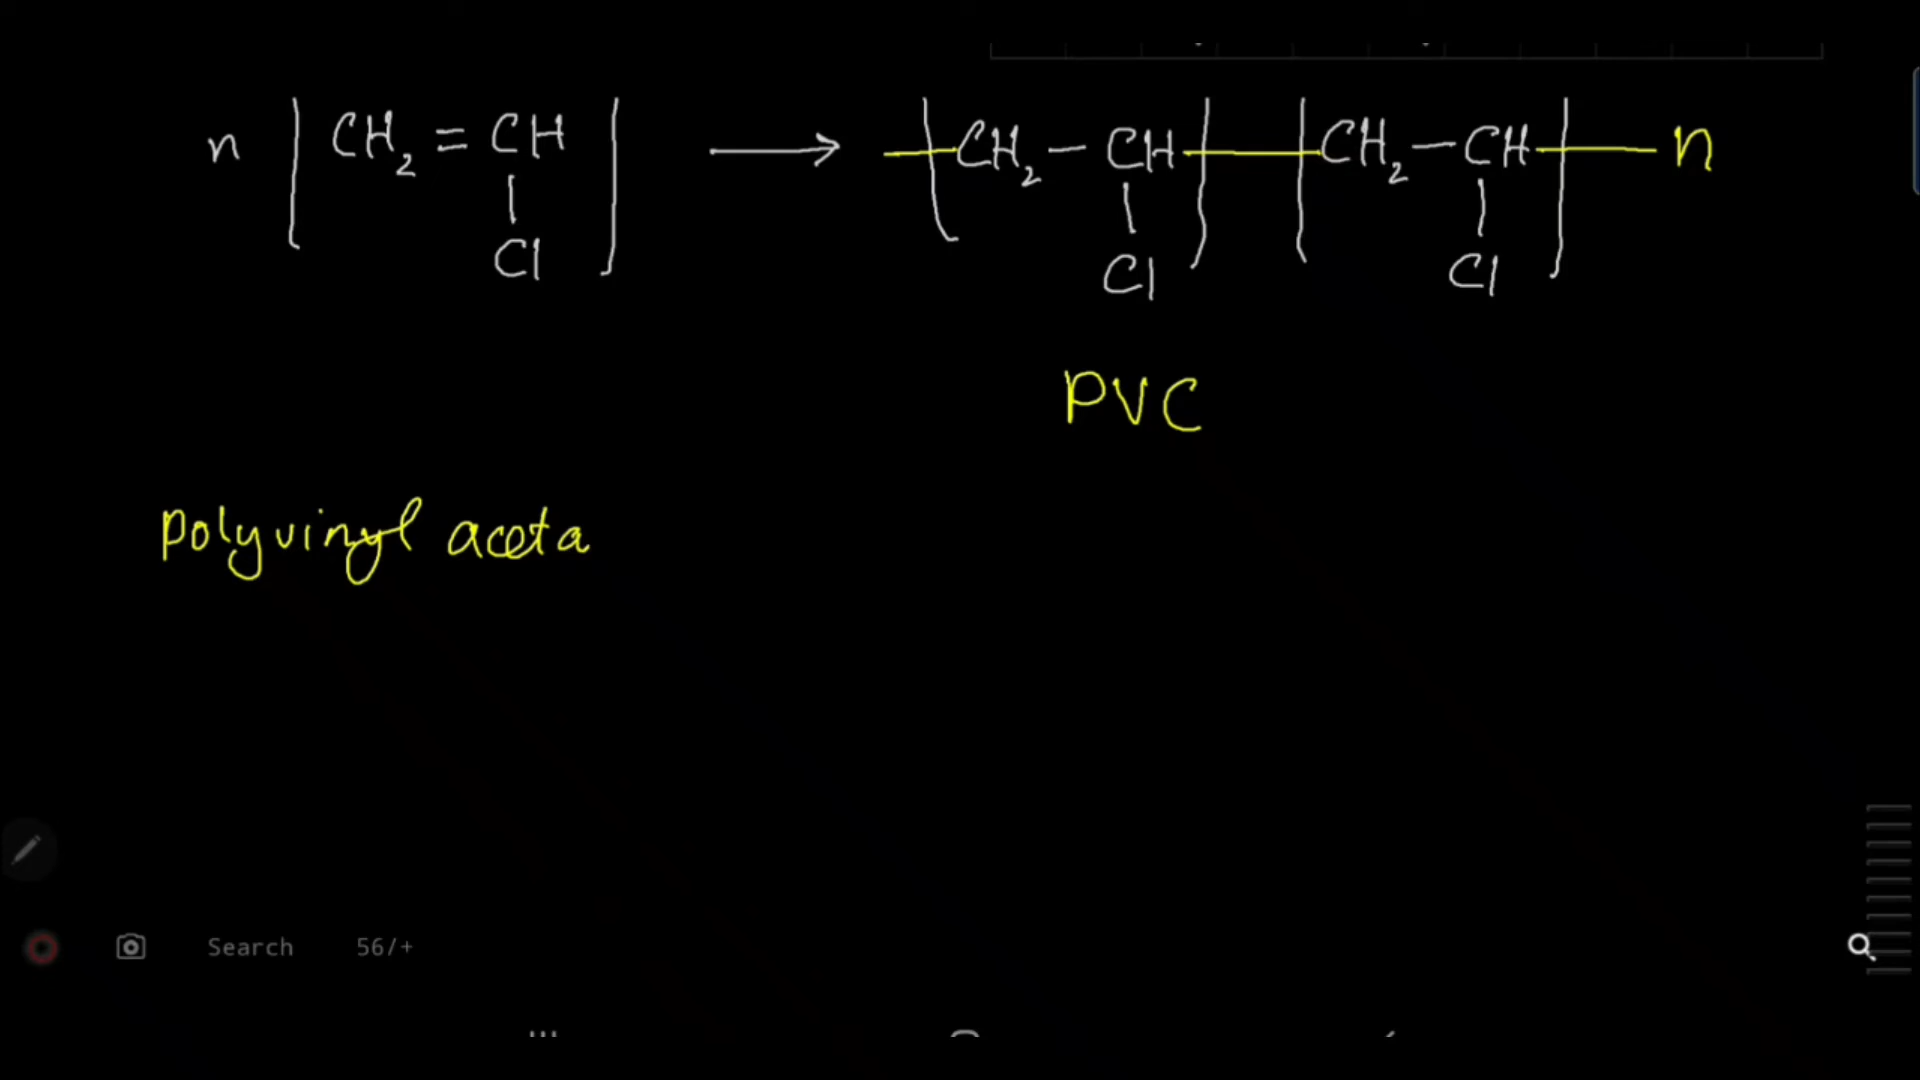 n [ CH₂ = CH ] ⟶ [ CH₂ — CH ] — [ CH₂ — CH ] — n
Cl Cl Cl
PVC
Polyvinyl aceta
Search 56/+